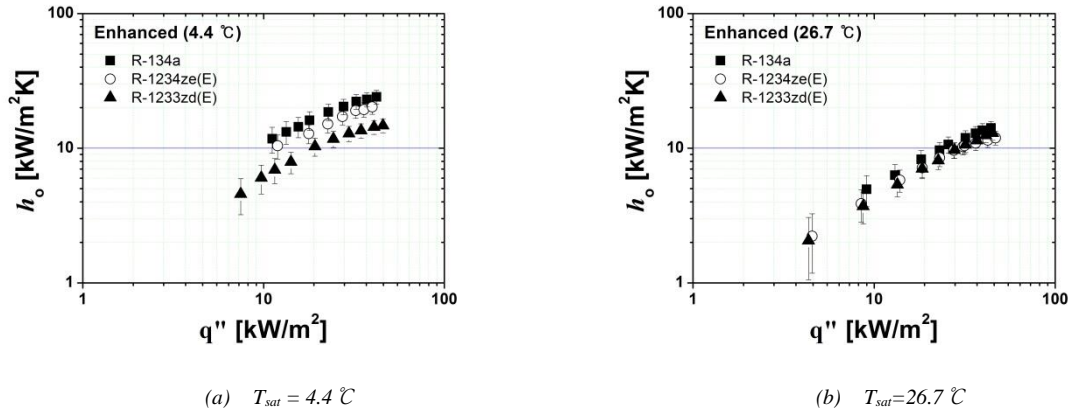 Enhanced (4.4 ℃)
R-134a
R-1234ze(E)
R-1233zd(E)
100
10
1
hₒ [kW/m²K]
1 10 100
q'' [kW/m²]
(a) Tsat = 4.4 ℃
Enhanced (26.7 ℃)
R-134a
R-1234ze(E)
R-1233zd(E)
100
10
1
hₒ [kW/m²K]
1 10 100
q'' [kW/m²]
(b) Tsat=26.7 ℃